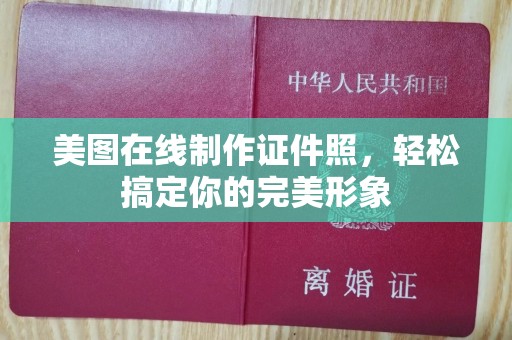 中华人民共和国
美图在线制作证件照，轻松
搞定你的完美形象
离婚证